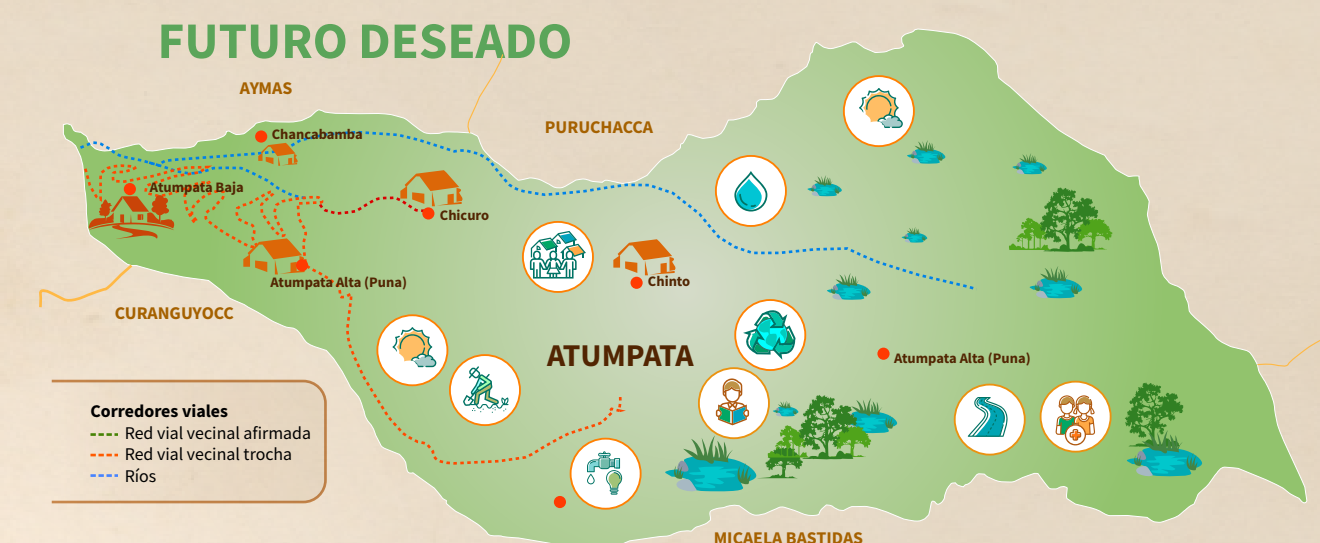 FUTURO DESEADO
AYMAS
PURUCHACCA
Chancabamba
Atumpata Baja
Chicuro
Atumpata Alta (Puna)
Chinto
CURANGUYOCC
ATUMPATA
Atumpata Alta (Puna)
Corredores viales
Red vial vecinal afirmada
Red vial vecinal trocha
Ríos
MICAELA BASTIDAS